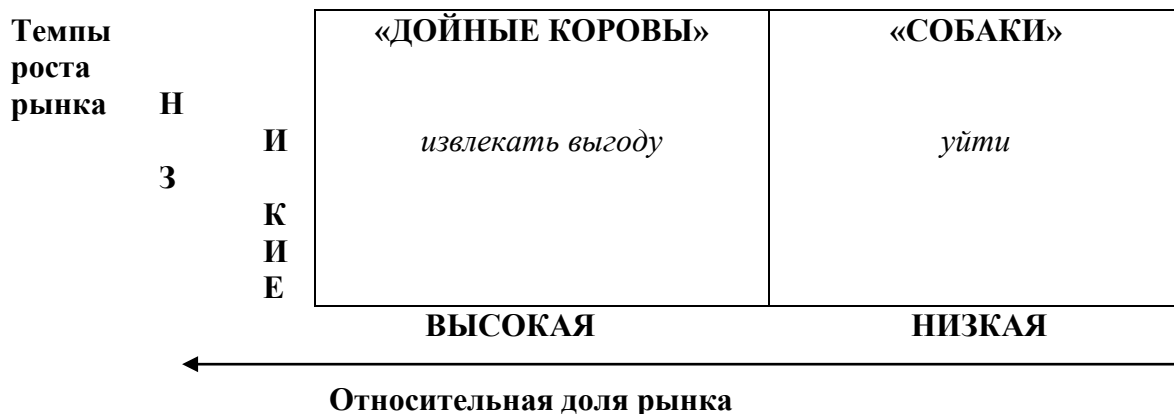 Темпы «ДОЙНЫЕ КОРОВЫ» «СОБАКИ»
роста
рынка Н
И извлекать выгоду уйти
З
К
И
Е
ВЫСОКАЯ НИЗКАЯ
Относительная доля рынка